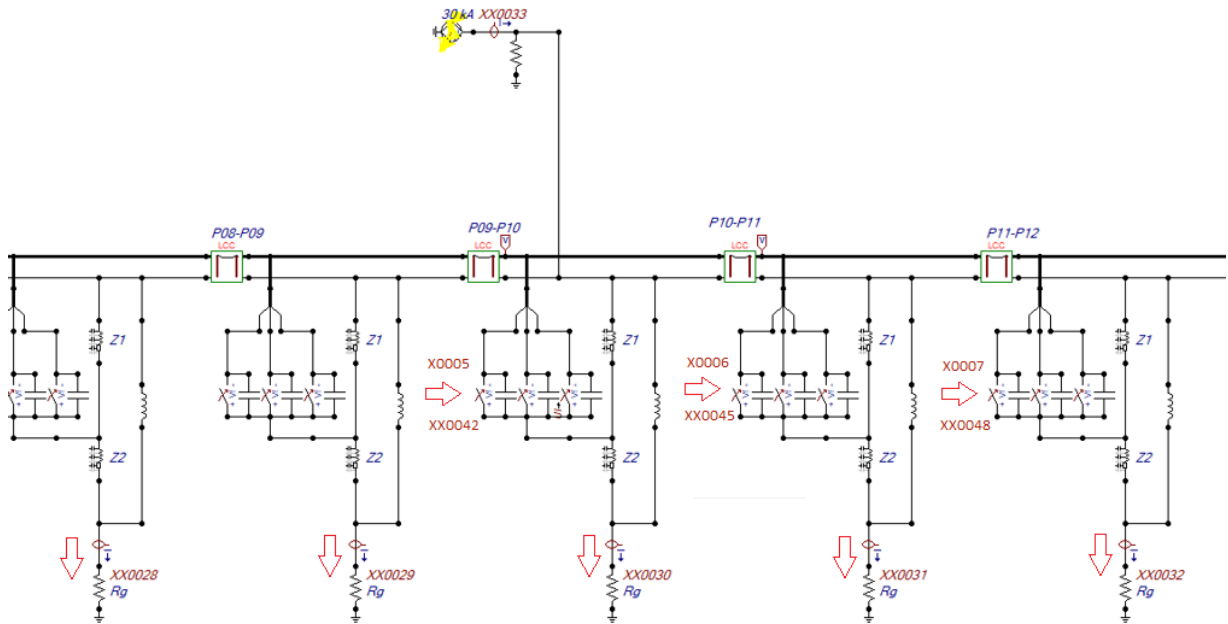 30 kA XX0033
P08-P09
LCC
P09-P10
LCC
V
P10-P11
LCC
V
P11-P12
LCC
Z1
Z1
Z1
Z1
Z1
X0005
X0006
X0007
XX0042
XX0045
XX0048
Z2
Z2
Z2
Z2
Z2
I
I
I
I
I
XX0028
XX0029
XX0030
XX0031
XX0032
Rg
Rg
Rg
Rg
Rg